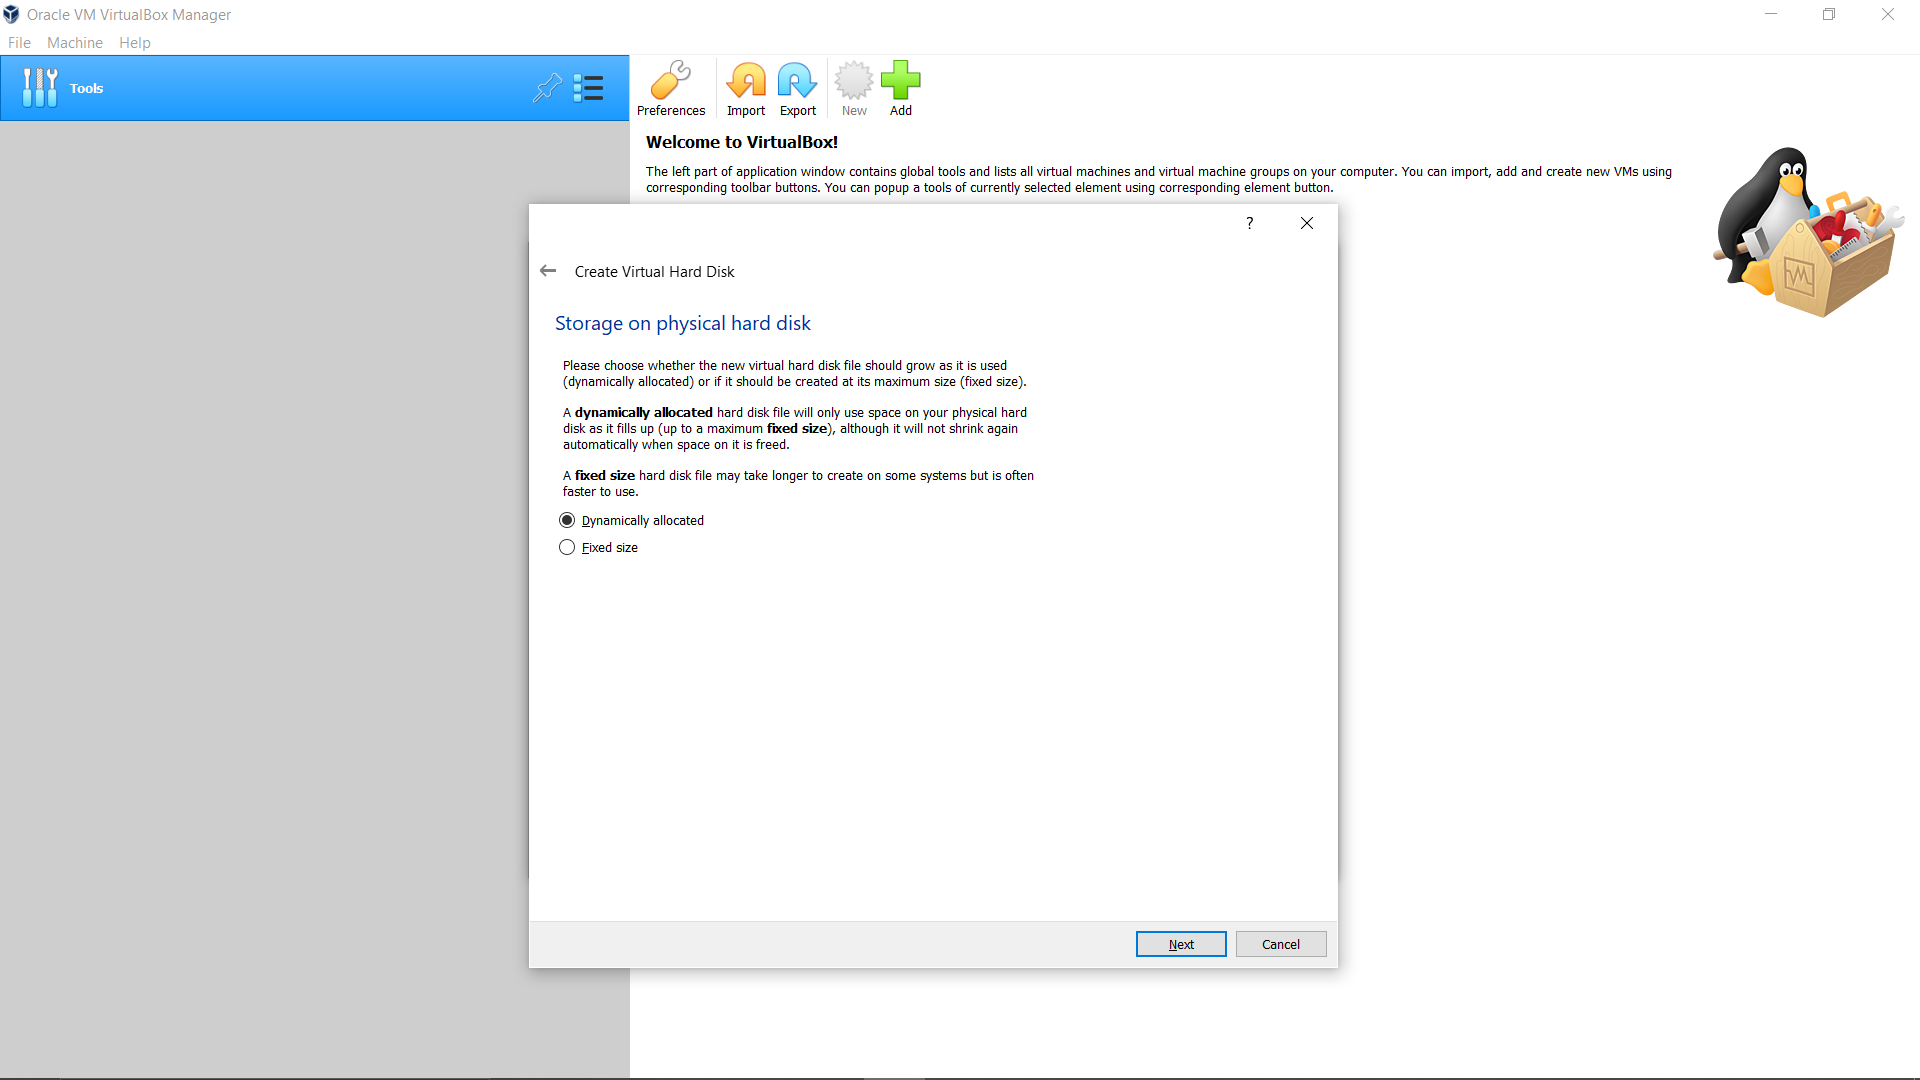 Oracle VM VirtualBox Manager
File Machine Help
Tools
Preferences Import Export New Add
Welcome to VirtualBox!
The left part of application window contains global tools and lists all virtual machines and virtual machine groups on your computer. You can import, add and create new VMs using
corresponding toolbar buttons. You can popup a tools of currently selected element using corresponding element button.
?
Create Virtual Hard Disk
Storage on physical hard disk
Please choose whether the new virtual hard disk file should grow as it is used
(dynamically allocated) or if it should be created at its maximum size (fixed size).
A dynamically allocated hard disk file will only use space on your physical hard
disk as it fills up (up to a maximum fixed size), although it will not shrink again
automatically when space on it is freed.
A fixed size hard disk file may take longer to create on some systems but is often
faster to use.
Dynamically allocated
Fixed size
Next Cancel